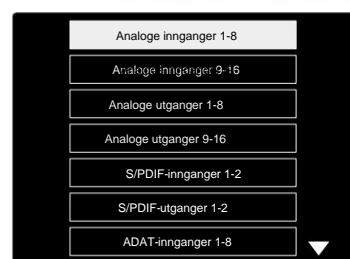 Analoge innganger 1-8
Analoge innganger 9-16
Analoge utganger 1-8
Analoge utganger 9-16
S/PDIF-innganger 1-2
S/PDIF-utganger 1-2
ADAT-innganger 1-8